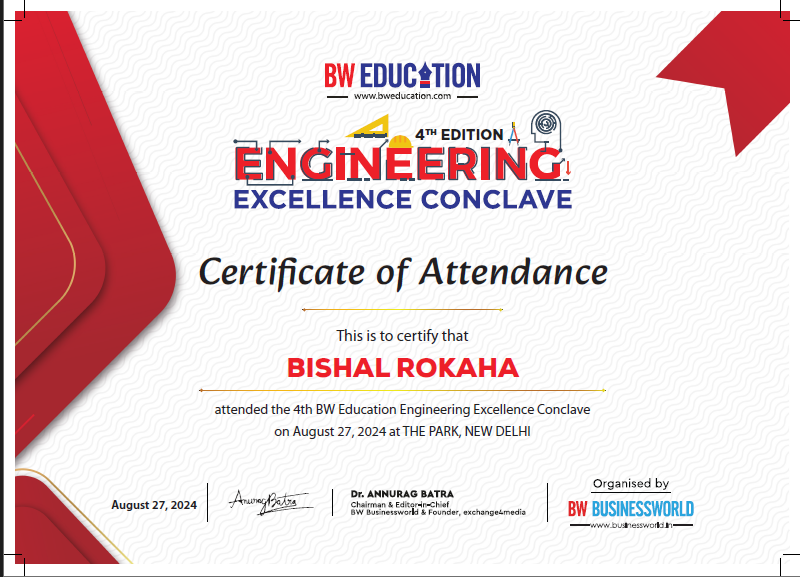 BW EDUCATION
www.bweducation.com
4TH EDITION
ENGINEERING
EXCELLENCE CONCLAVE
Certificate of Attendance
This is to certify that
BISHAL ROKAHA
attended the 4th BW Education Engineering Excellence Conclave
on August 27, 2024 at THE PARK, NEW DELHI
August 27, 2024
Anurag Batra
Dr. ANNURAG BATRA
Chairman & Editor-in-Chief
BW Businessworld & Founder, exchange4media
Organised by
BW BUSINESSWORLD
www.businessworld.in